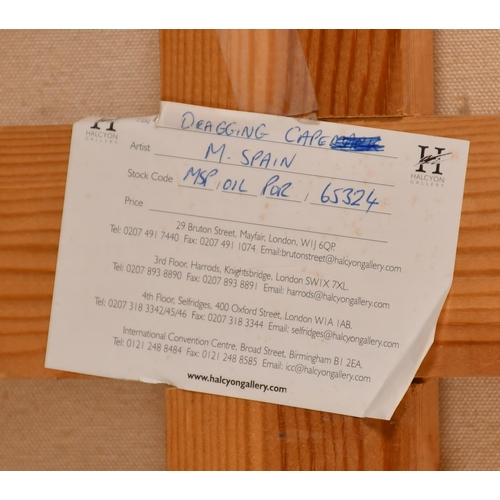 DRAGGING CAPE
H
HALCYON
GALLERY
Artist M. SPAIN
H
HALCYON
GALLERY
Stock Code MSP, OIL POR, 65324
Price
29 Bruton Street, Mayfair, London, W1J 6QP.
Tel: 0207 491 7440 Fax: 0207 491 1074 Email:brutonstreet@halcyongallery.com
3rd Floor, Harrods, Knightsbridge, London SW1X 7XL.
Tel: 0207 893 8890 Fax: 0207 893 8891 Email: harrods@halcyongallery.com
4th Floor, Selfridges, 400 Oxford Street, London W1A 1AB.
Tel: 0207 318 3342/45/46 Fax: 0207 318 3344 Email: selfridges@halcyongallery.com
International Convention Centre, Broad Street, Birmingham B1 2EA.
Tel: 0121 248 8484 Fax: 0121 248 8585 Email: icc@halcyongallery.com
www.halcyongallery.com